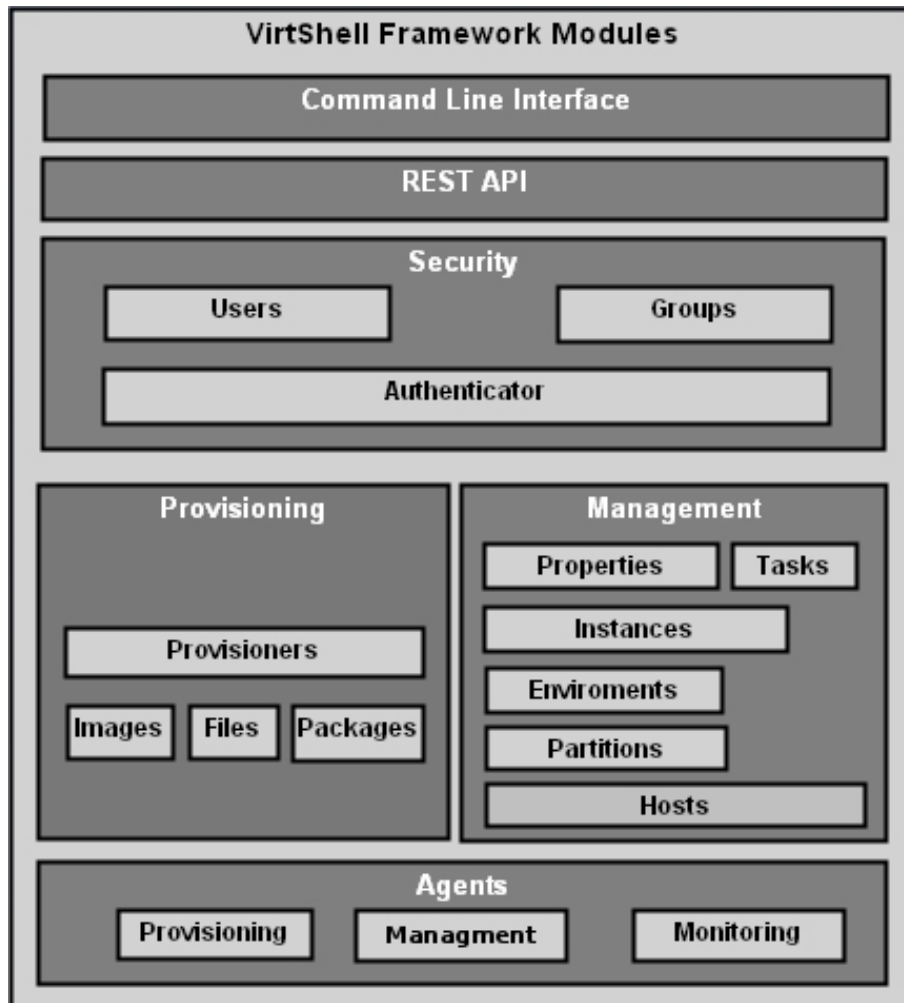 VirtShell Framework Modules
Command Line Interface
REST API
Security
Users Groups
Authenticator
Provisioning
Provisioners
Images Files Packages
Management
Properties Tasks
Instances
Enviroments
Partitions
Hosts
Agents
Provisioning Managment Monitoring